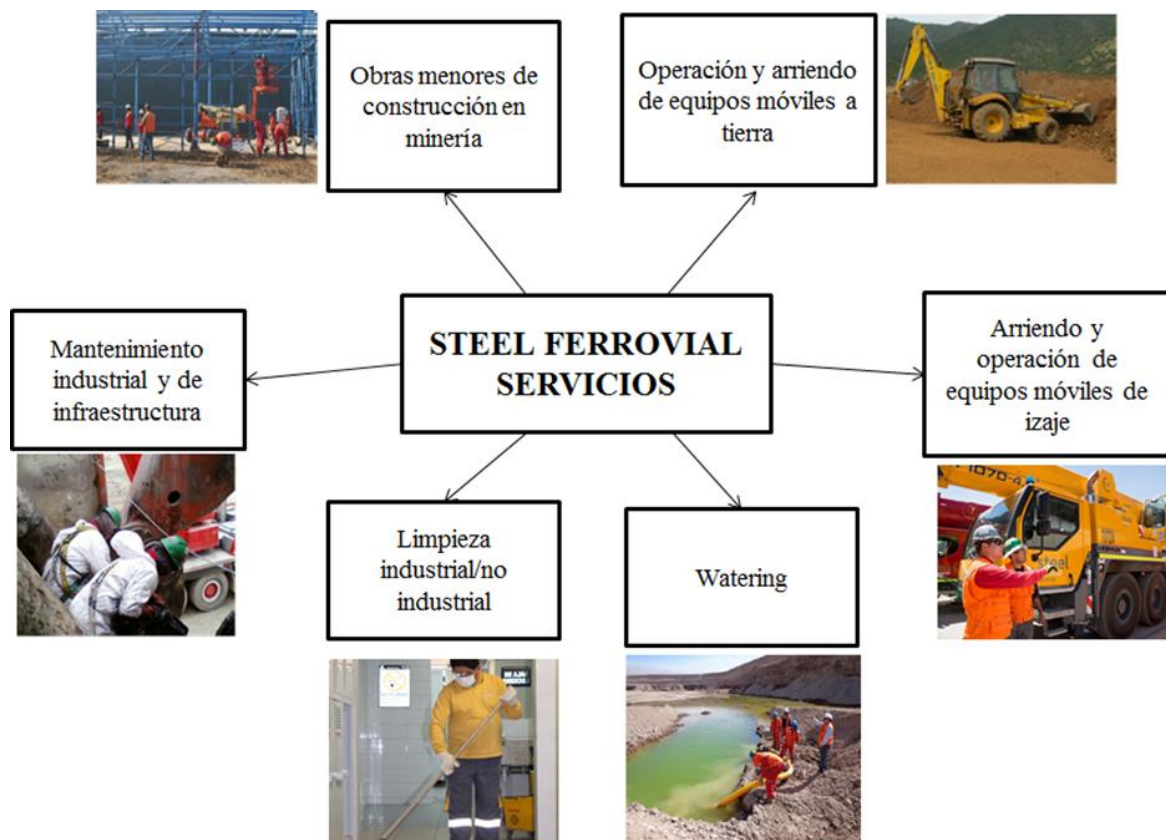 Obras menores de
construcción en
minería
Operación y arriendo
de equipos móviles a
tierra
STEEL FERROVIAL
SERVICIOS
Mantenimiento
industrial y de
infraestructura
Arriendo y
operación de
equipos móviles de
izaje
Limpieza
industrial/no
industrial
Watering
steel